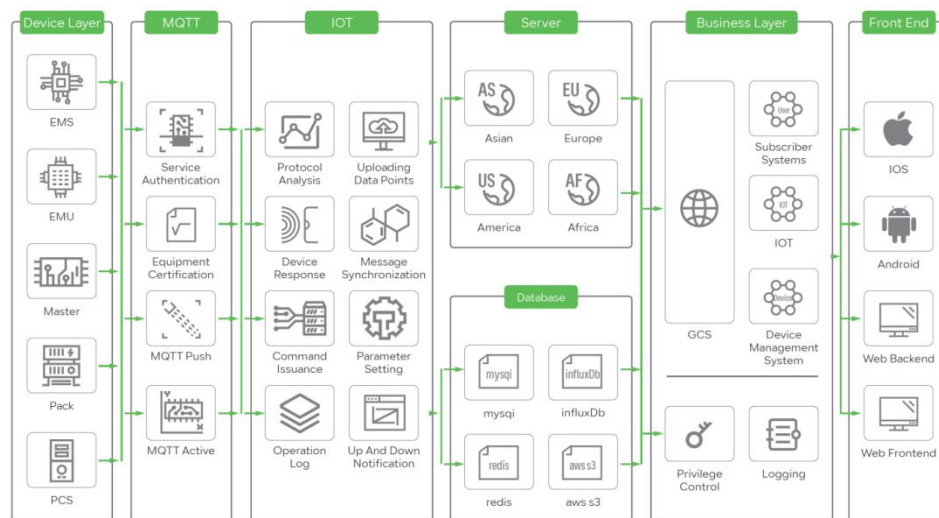 Device Layer
MQTT
IOT
Server
Business Layer
Front End
EMS
EMU
Master
Pack
PCS
Service
Authentication
Equipment
Certification
MQTT Push
MQTT Active
Protocol
Analysis
Uploading
Data Points
Device
Response
Message
Synchronization
Command
Issuance
Parameter
Setting
Operation
Log
Up And Down
Notification
AS
Asian
EU
Europe
US
America
AF
Africa
Database
mysqi
mysqi
influxDb
influxDb
redis
redis
aws s3
aws s3
GCS
User
Subscriber
Systems
IOT
IOT
Device
Device
Management
System
Privilege
Control
Logging
IOS
Android
Web Backend
Web Frontend